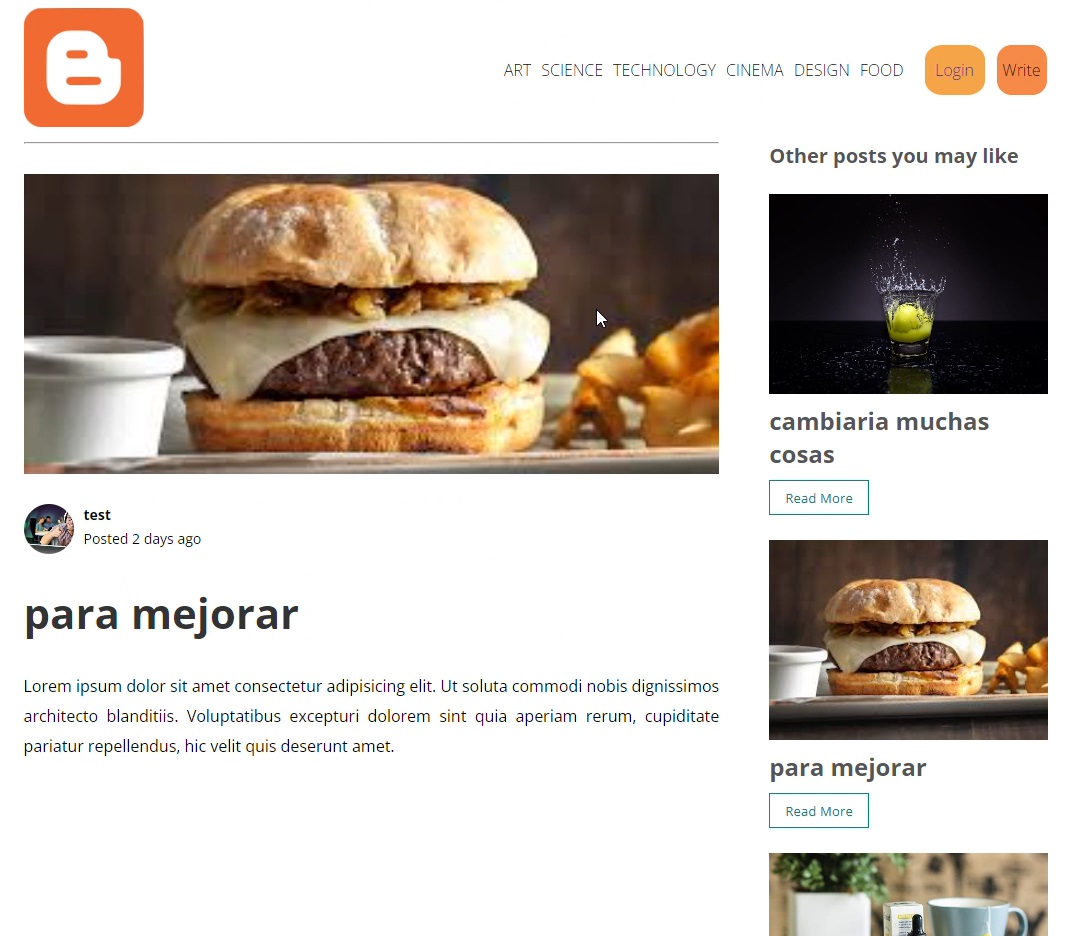 ART SCIENCE TECHNOLOGY CINEMA DESIGN FOOD Login Write
test
Posted 2 days ago
para mejorar
Lorem ipsum dolor sit amet consectetur adipisicing elit. Ut soluta commodi nobis dignissimos
architecto blanditiis. Voluptatibus excepturi dolorem sint quia aperiam rerum, cupiditate
pariatur repellendus, hic velit quis deserunt amet.
Other posts you may like
cambiaria muchas
cosas
Read More
para mejorar
Read More